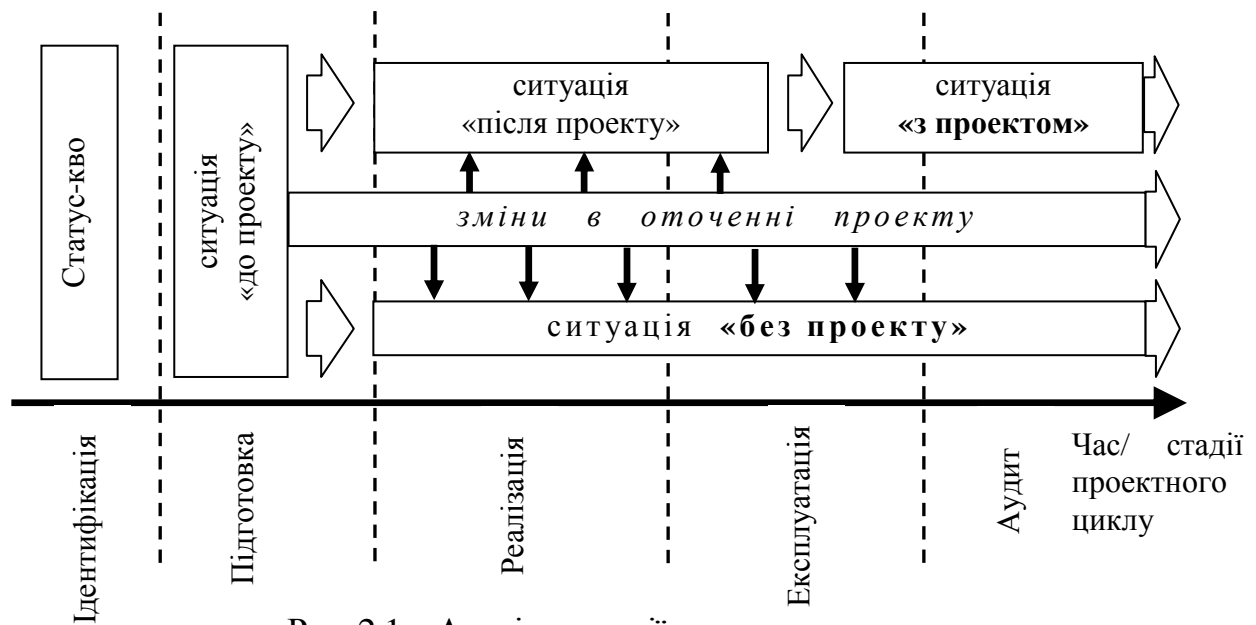 Статус-кво
ситуація
«до проекту»
ситуація
«після проекту»
ситуація
«з проектом»
зміни в оточенні проекту
ситуація «без проекту»
Ідентифікація
Підготовка
Реалізація
Експлуатація
Аудит
Час/ стадії
проектного
циклу